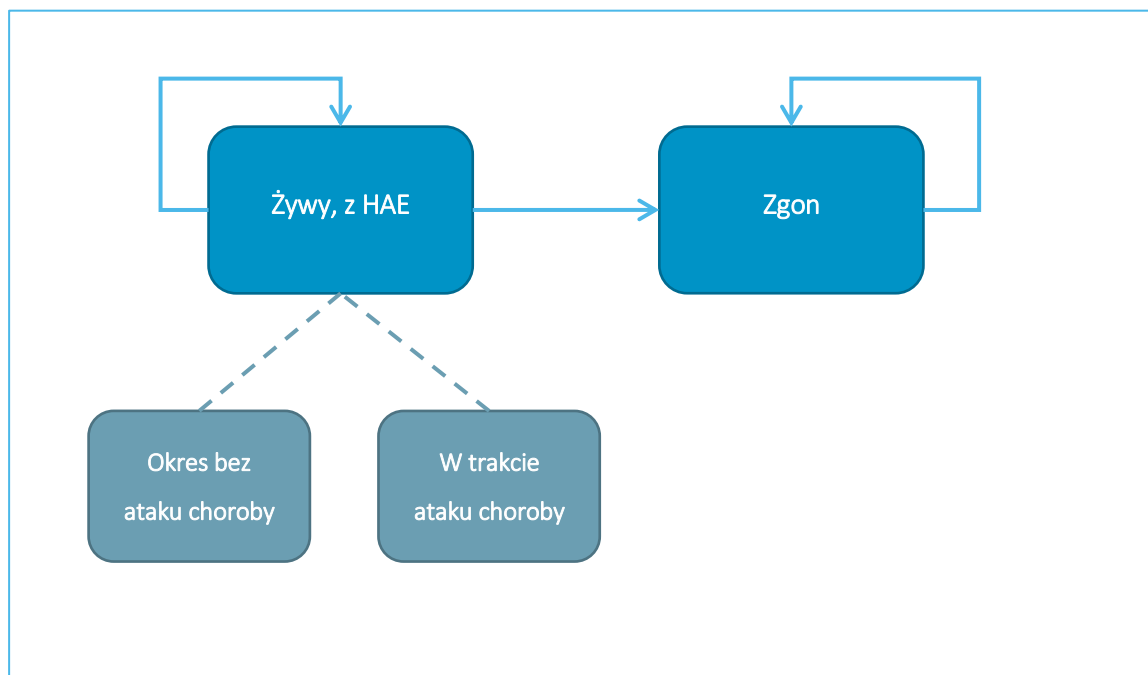 Żywy, z HAE
Zgon
Okres bez
ataku choroby
W trakcie
ataku choroby